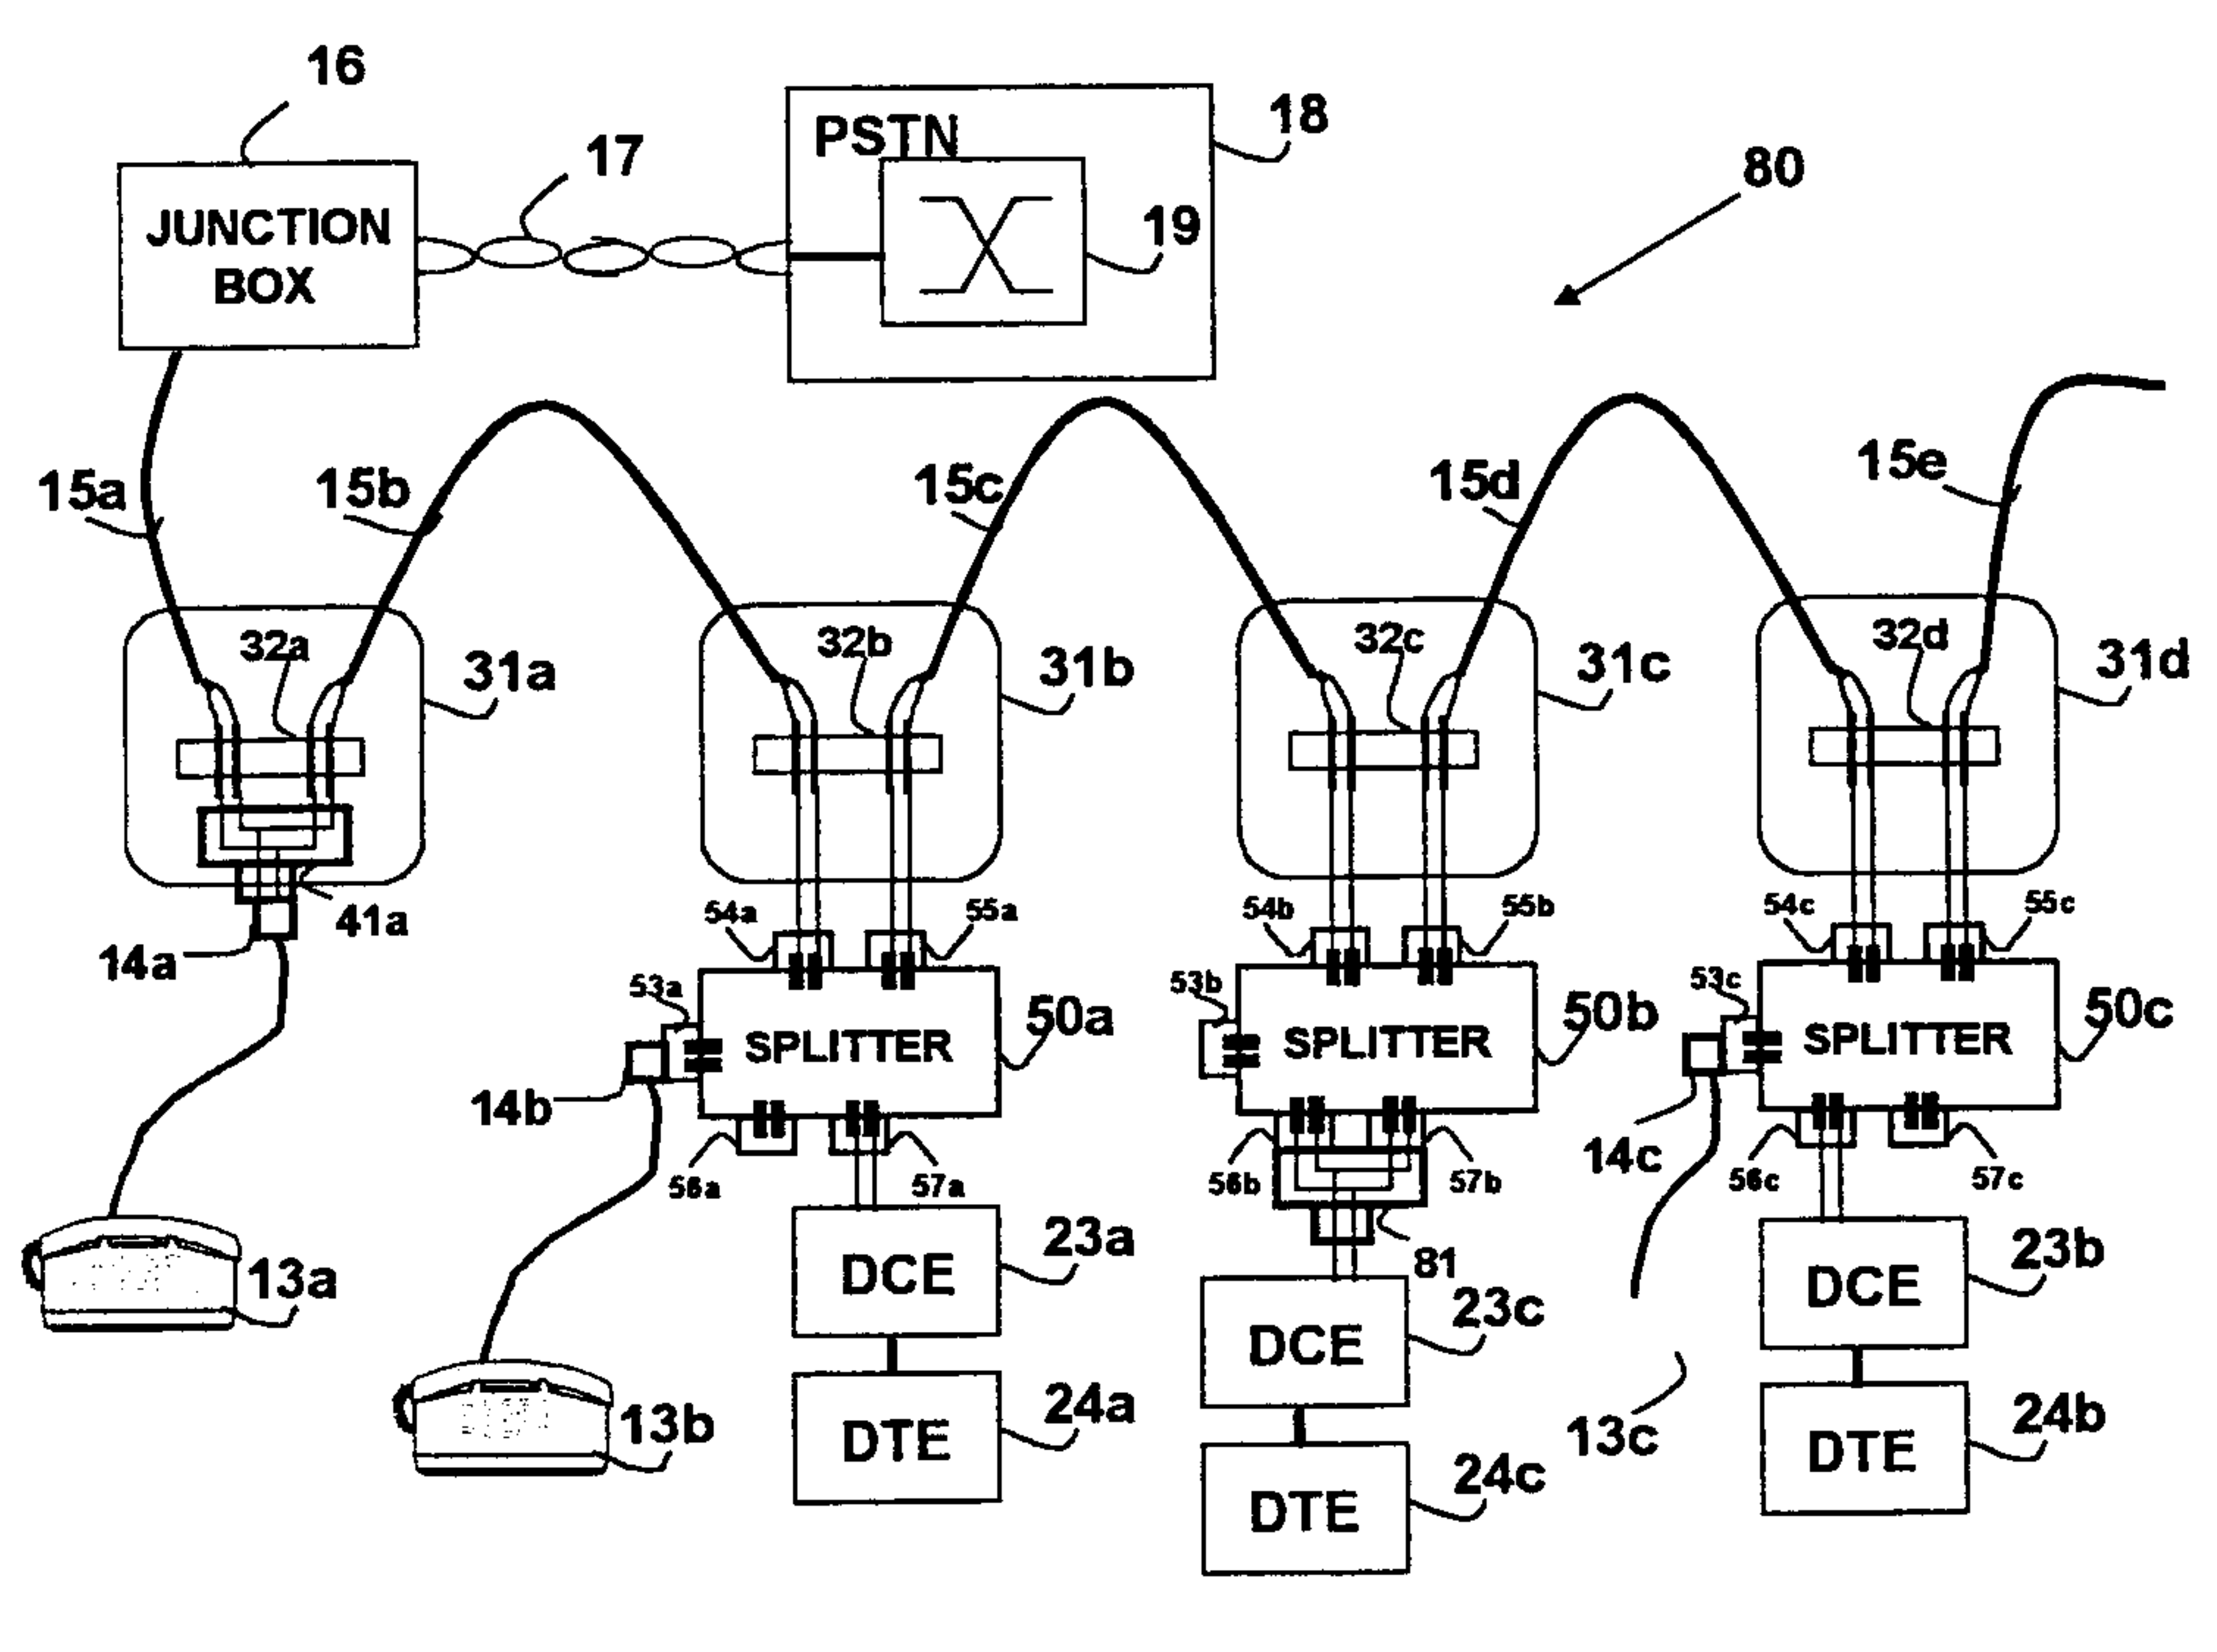 16
17
PSTN
18
80
19
JUNCTION
BOX
15a
15b
15c
15d
15e
32a
31a
32b
31b
32c
31c
32d
31d
41a
14a
54a
55a
54b
55b
54c
55c
53a
50a
53b
50b
53c
50c
SPLITTER
SPLITTER
SPLITTER
14b
14c
56a
57a
56b
57b
56c
57c
13a
23a
DCE
81
23c
DCE
23b
DCE
13b
24a
DTE
24c
DTE
13c
24b
DTE